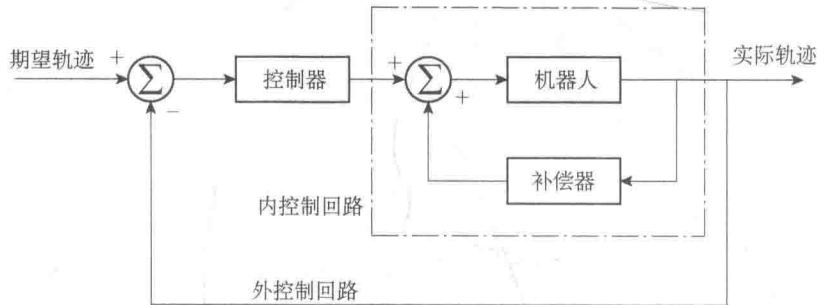 期望轨迹
+
Σ
−
控制器
+
Σ
+
机器人
实际轨迹
补偿器
内控制回路
外控制回路